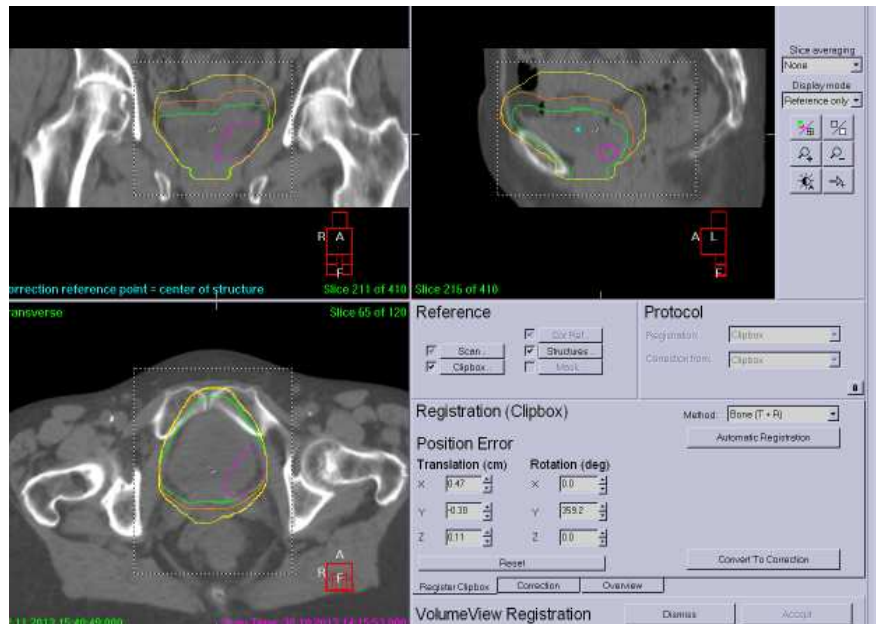 Slice averaging
None
Display mode
Reference only
R A
F
A L
F
orrection reference point = center of structure
Slice 211 of 410
Slice 216 of 410
ransverse
Slice 65 of 120
A
R F
Reference
Cor Ref...
Scan...
Structures...
Clipbox...
Mask...
Protocol
Registration: Clipbox
Correction from: Clipbox
Registration (Clipbox)
Method: Bone (T + R)
Automatic Registration
Position Error
Translation (cm) Rotation (deg)
X 0.47 X 0.0
Y -0.38 Y 359.2
Z 0.11 Z 0.0
Reset
Convert To Correction
Register Clipbox Correction Overview
VolumeView Registration
Dismiss
Accept